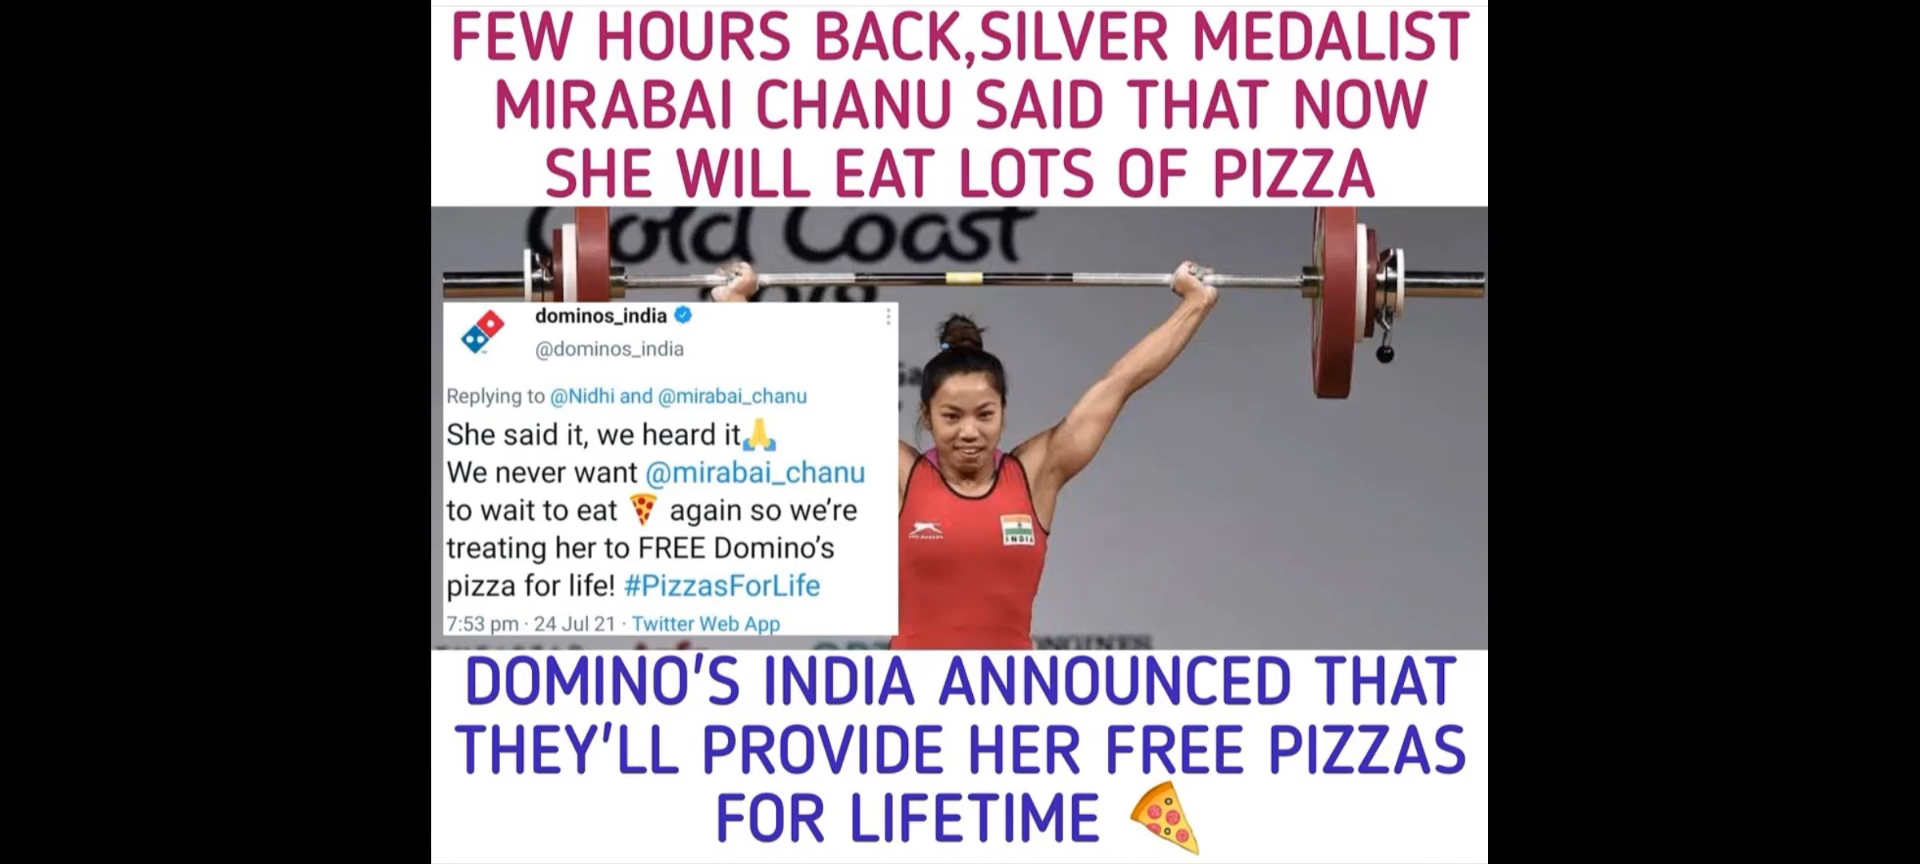 FEW HOURS BACK,SILVER MEDALIST
MIRABAI CHANU SAID THAT NOW
SHE WILL EAT LOTS OF PIZZA
Gold Coast
2018
dominos_india
@dominos_india
Replying to @Nidhi and @mirabai_chanu
She said it, we heard it🙏
We never want @mirabai_chanu
to wait to eat 🍕 again so we're
treating her to FREE Domino's
pizza for life! #PizzasForLife
7:53 pm · 24 Jul 21 · Twitter Web App
INDIA
DOMINO'S INDIA ANNOUNCED THAT
THEY'LL PROVIDE HER FREE PIZZAS
FOR LIFETIME 🍕